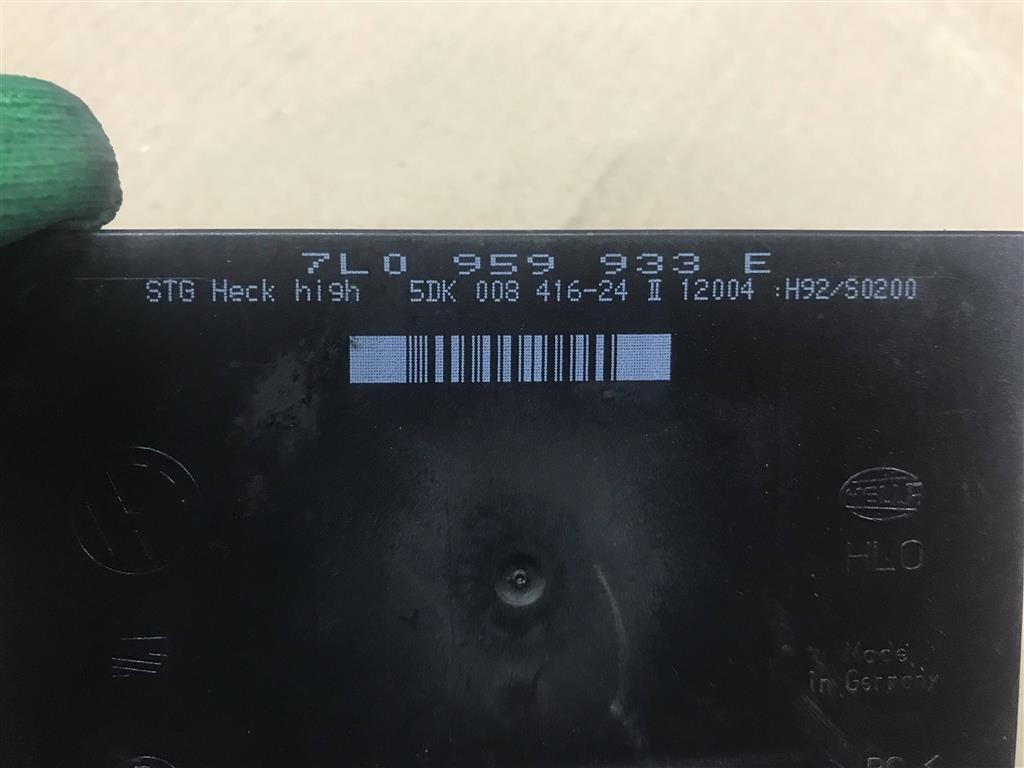 7L0 959 933 E
STG Heck high 5DK 008 416-24 II 12004 :H92/S0200
HELLA
HLO
Made
in Germany